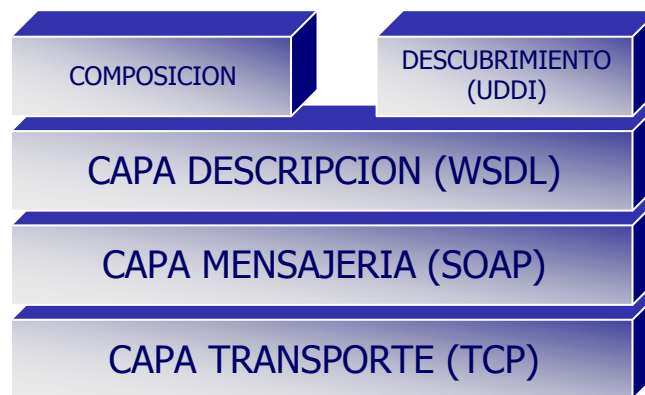 COMPOSICION
DESCUBRIMIENTO
(UDDI)
CAPA DESCRIPCION (WSDL)
CAPA MENSAJERIA (SOAP)
CAPA TRANSPORTE (TCP)